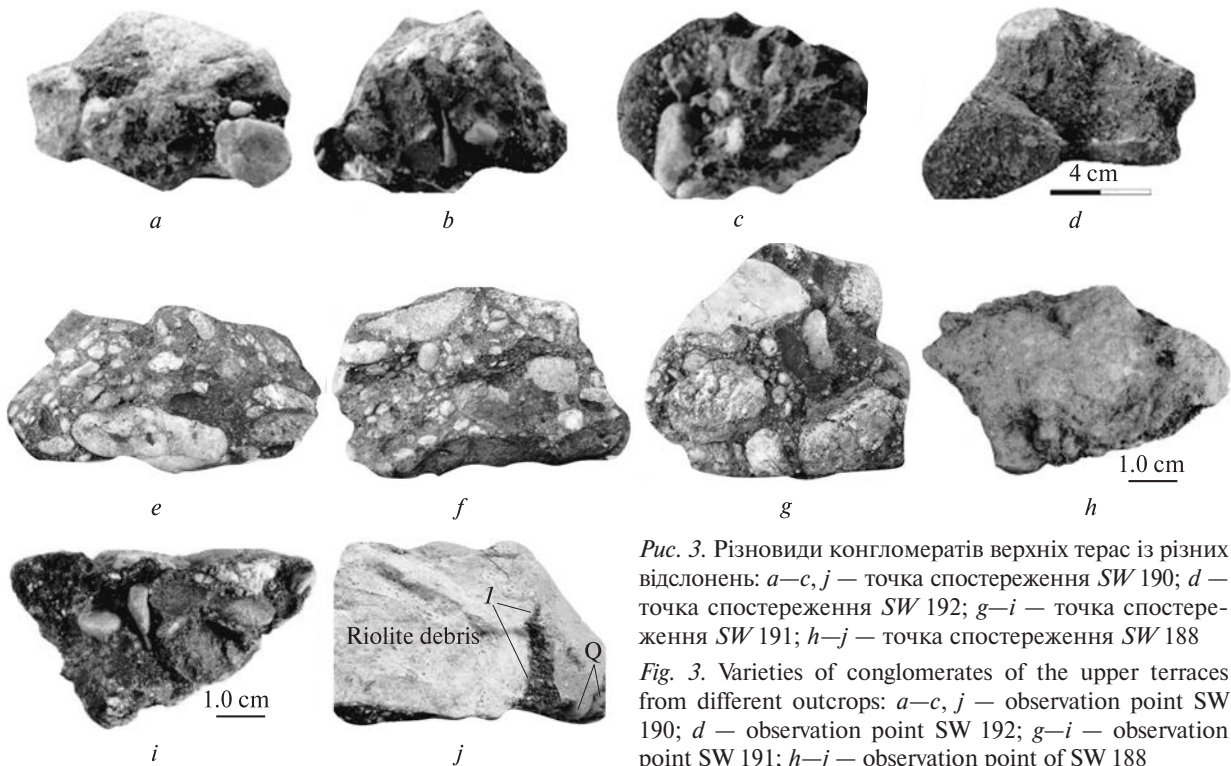 a
b
c
4 cm
d
e
f
g
1.0 cm
h
1.0 cm
i
Riolite debris
1
Q
j
Рис. 3. Різновиди конгломератів верхніх терас із різних
відслонень: a—c, j — точка спостереження SW 190; d —
точка спостереження SW 192; g—i — точка спостере-
ження SW 191; h—j — точка спостереження SW 188
Fig. 3. Varieties of conglomerates of the upper terraces
from different outcrops: a—c, j — observation point SW
190; d — observation point SW 192; g—i — observation
point SW 191; h—j — observation point of SW 188